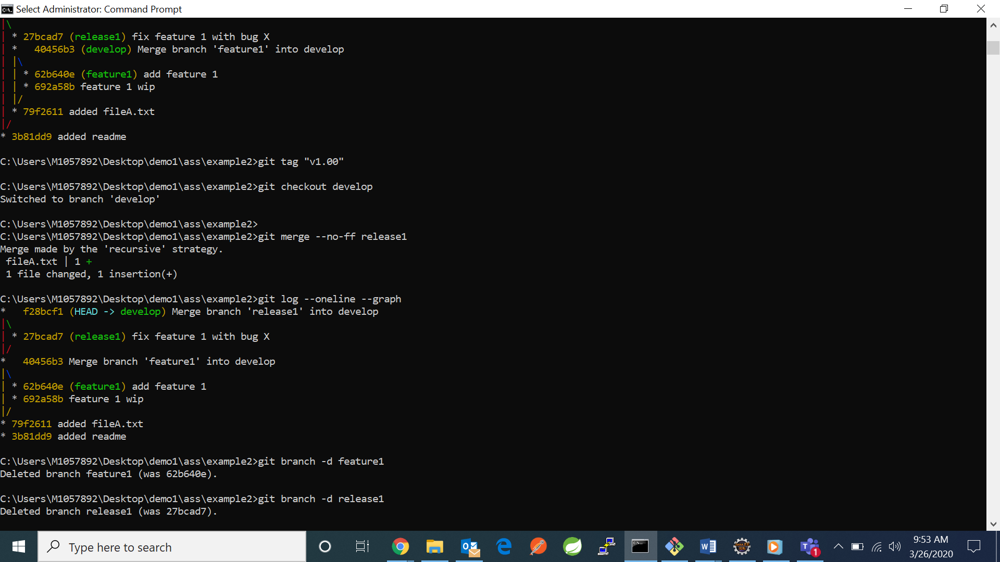 Select Administrator: Command Prompt
|\
| * 27bcad7 (release1) fix feature 1 with bug X
| *   40456b3 (develop) Merge branch 'feature1' into develop
| |\
| | * 62b640e (feature1) add feature 1
| | * 692a58b feature 1 wip
| |/
| * 79f2611 added fileA.txt
|/
* 3b81dd9 added readme
C:\Users\M1057892\Desktop\demo1\ass\example2>git tag "v1.00"
C:\Users\M1057892\Desktop\demo1\ass\example2>git checkout develop
Switched to branch 'develop'
C:\Users\M1057892\Desktop\demo1\ass\example2>
C:\Users\M1057892\Desktop\demo1\ass\example2>git merge --no-ff release1
Merge made by the 'recursive' strategy.
 fileA.txt | 1 +
 1 file changed, 1 insertion(+)
C:\Users\M1057892\Desktop\demo1\ass\example2>git log --oneline --graph
*   f28bcf1 (HEAD -> develop) Merge branch 'release1' into develop
|\
| * 27bcad7 (release1) fix feature 1 with bug X
|/
*   40456b3 Merge branch 'feature1' into develop
|\
| * 62b640e (feature1) add feature 1
| * 692a58b feature 1 wip
|/
* 79f2611 added fileA.txt
* 3b81dd9 added readme
C:\Users\M1057892\Desktop\demo1\ass\example2>git branch -d feature1
Deleted branch feature1 (was 62b640e).
C:\Users\M1057892\Desktop\demo1\ass\example2>git branch -d release1
Deleted branch release1 (was 27bcad7).
Type here to search
9:53 AM
3/26/2020